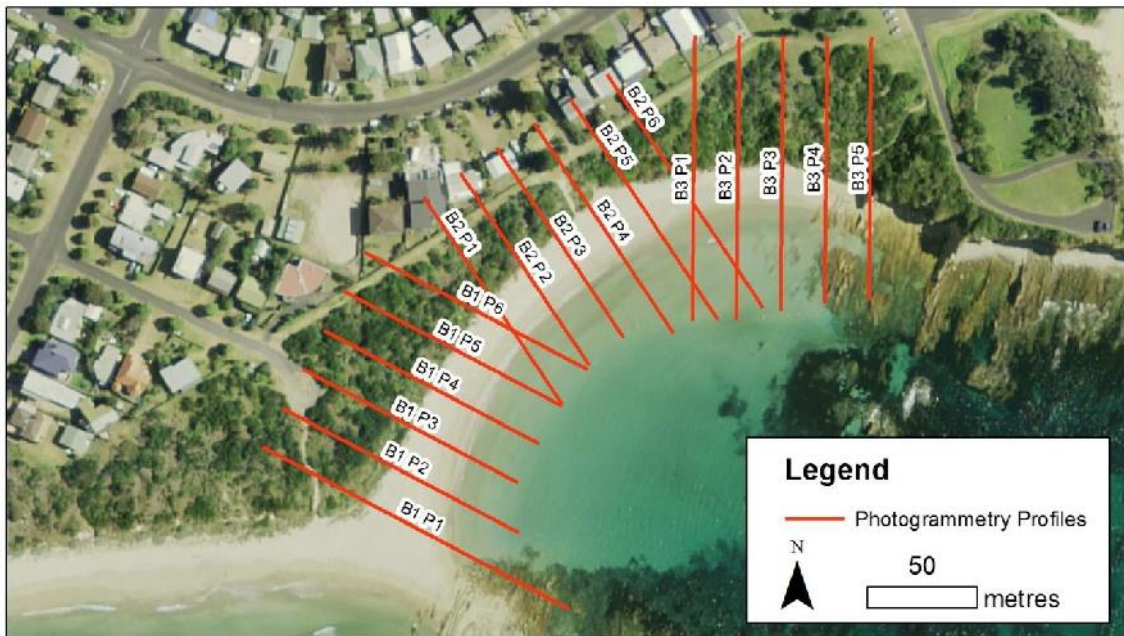 B2 P6
B2 P5
B3 P1
B3 P2
B3 P3
B3 P4
B3 P5
B2 P4
B2 P3
B2 P2
B2 P1
B1 P6
B1 P5
B1 P4
B1 P3
B1 P2
B1 P1
Legend
Photogrammetry Profiles
N
50
metres